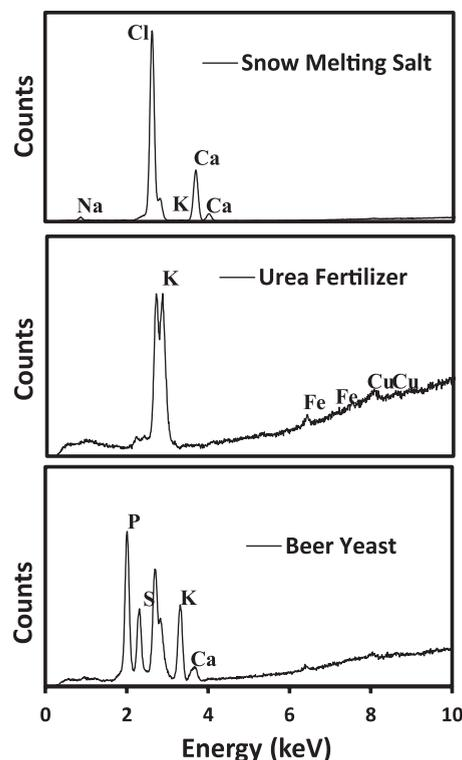 Cl
Snow Melting Salt
Counts
Ca
Na
K
Ca
K
Urea Fertilizer
Counts
Fe
Fe
Cu
Cu
P
Beer Yeast
Counts
S
K
Ca
0 2 4 6 8 10
Energy (keV)